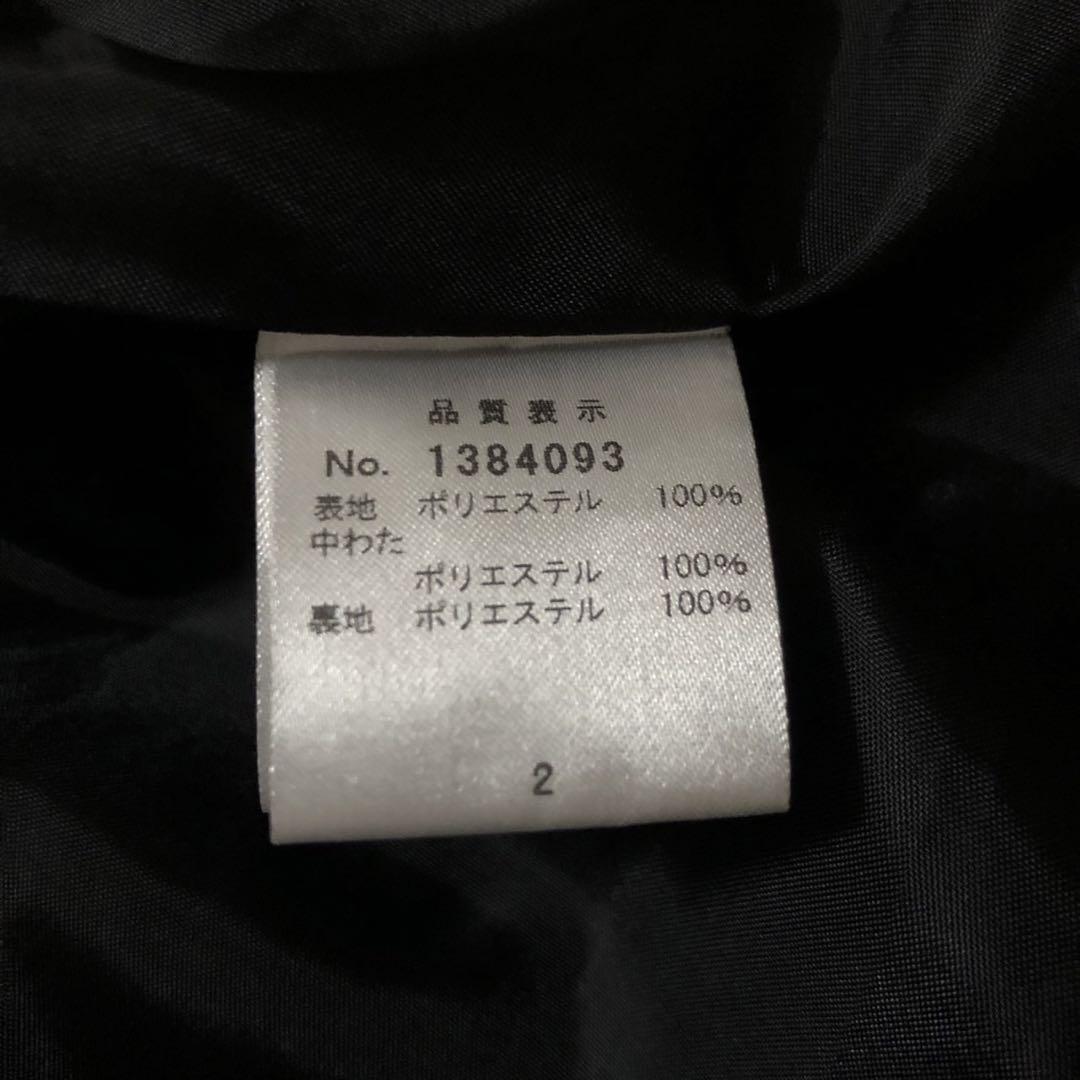 品質表示
No. 1384093
表地 ポリエステル 100%
中わた
ポリエステル 100%
裏地 ポリエステル 100%
2